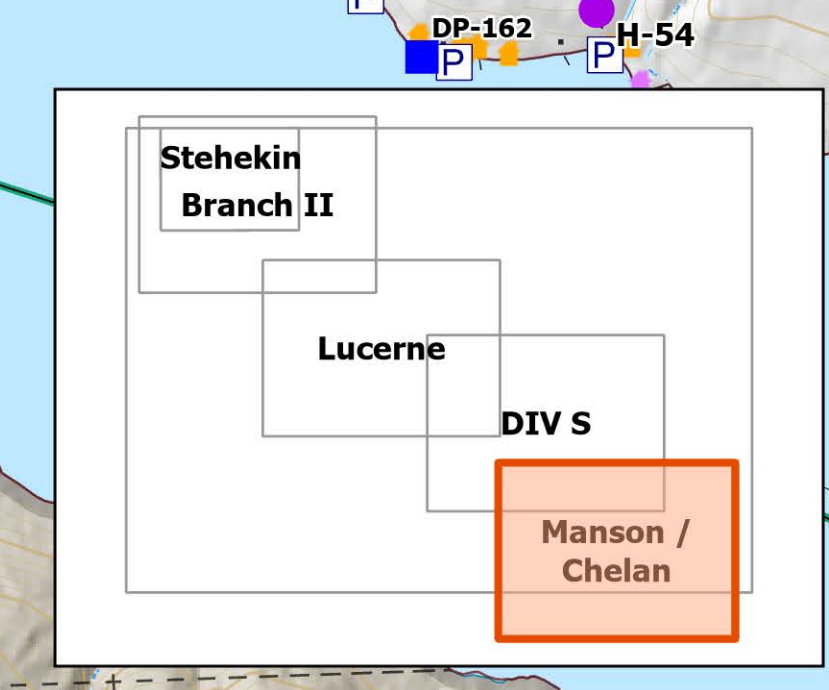 P
DP-162
P
P
H-54
Stehekin
Branch II
Lucerne
DIV S
Manson /
Chelan